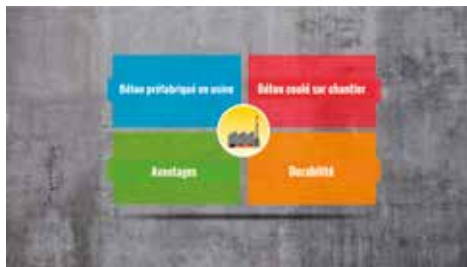 Béton préfabriqué en usine
Béton coulé sur chantier
Avantages
Durabilité